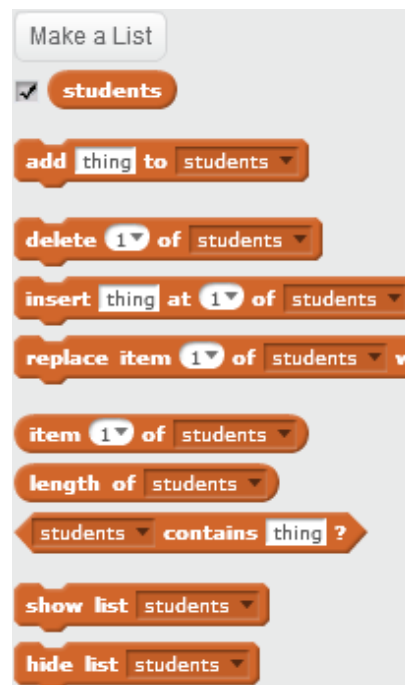 Make a List
students
add thing to students
delete 1 of students
insert thing at 1 of students
replace item 1 of students
item 1 of students
length of students
students contains thing ?
show list students
hide list students